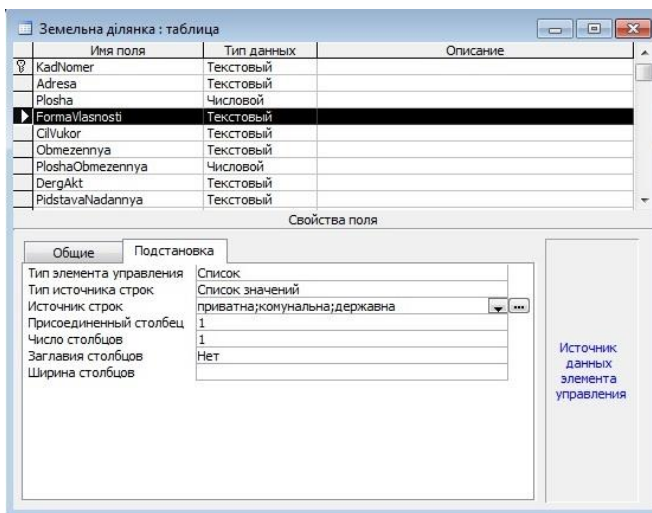 Земельна ділянка : таблица
Имя поля Тип данных Описание
KadNomer Текстовый
Adresa Текстовый
Plosha Числовой
FormaVlasnosti Текстовый
CilVukor Текстовый
Obmezennya Текстовый
PloshaObmezennya Числовой
DergAkt Текстовый
PidstavaNadannya Текстовый
Свойства поля
Общие Подстановка
Тип элемента управления Список
Тип источника строк Список значений
Источник строк приватна;комунальна;державна
Присоединенный столбец 1
Число столбцов 1
Заглавия столбцов Нет
Ширина столбцов
Источник
данных
элемента
управления